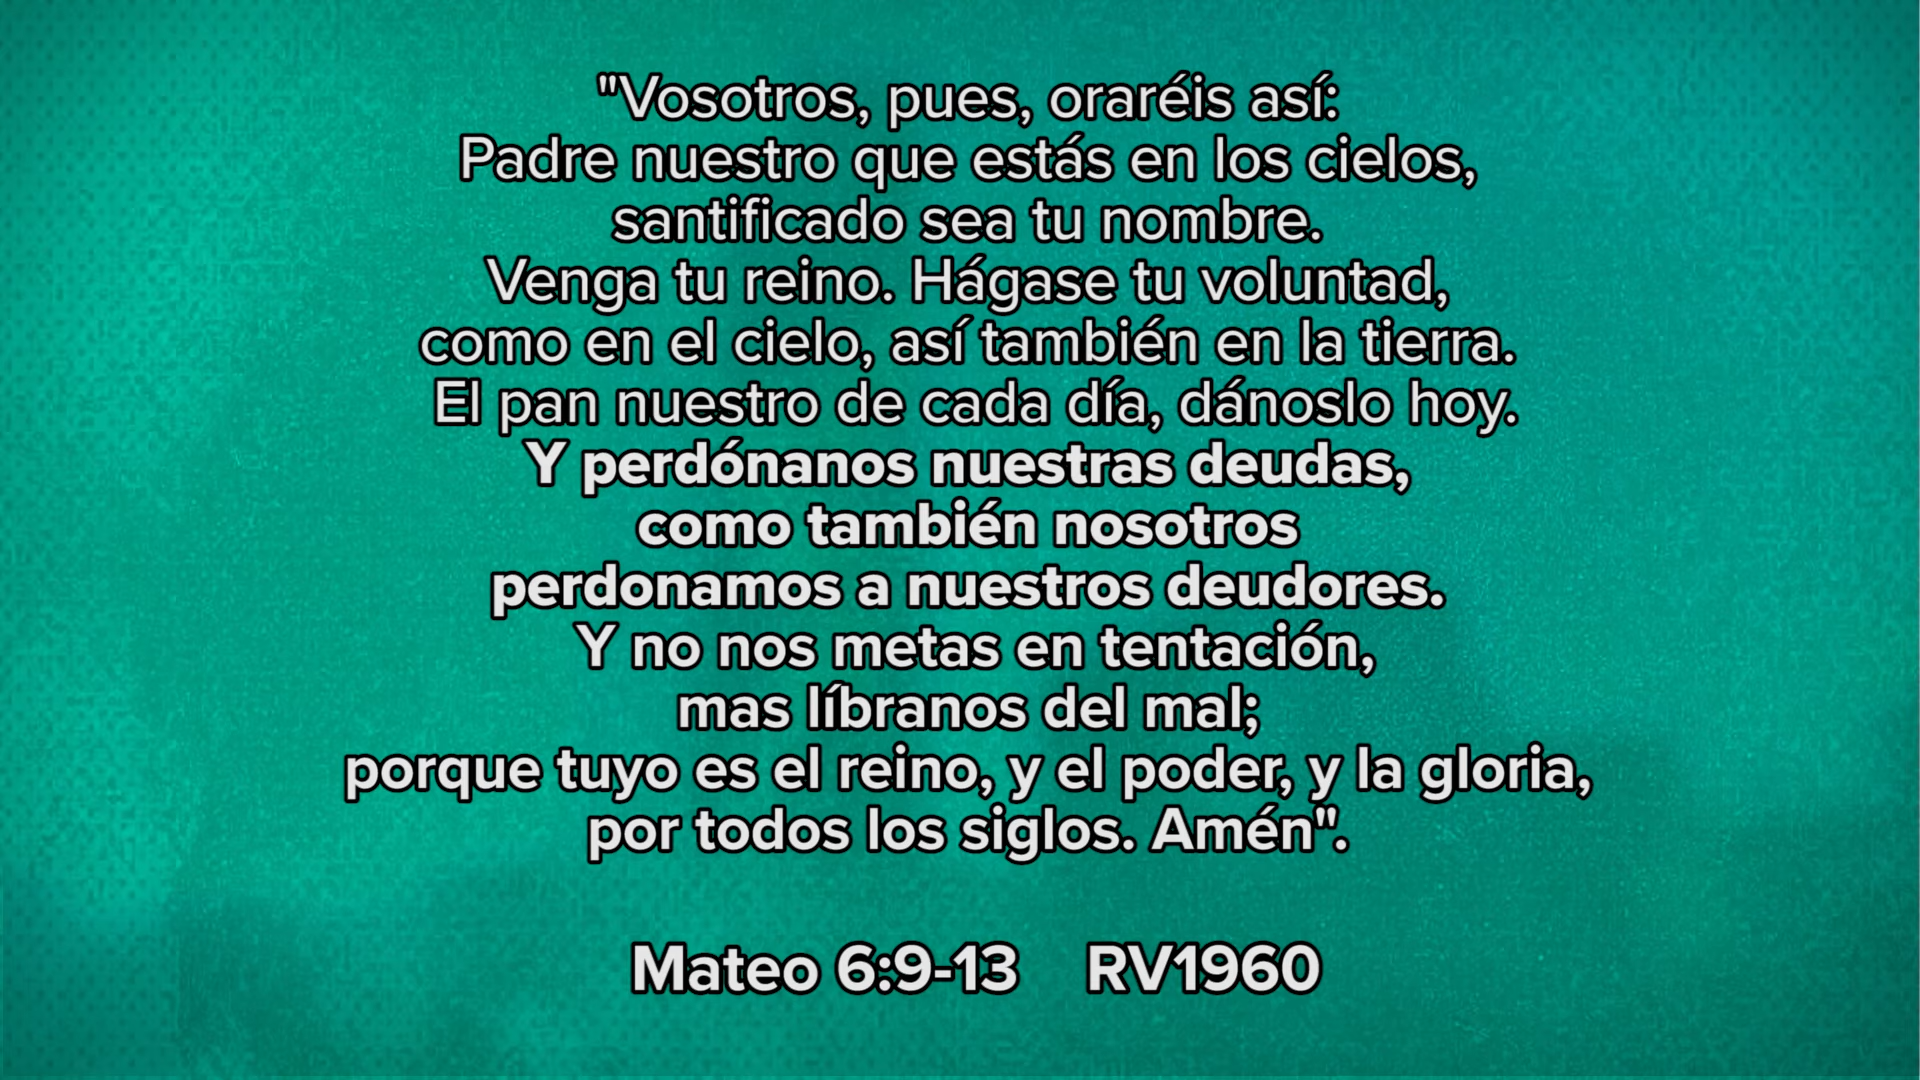 "Vosotros, pues, oraréis así:
Padre nuestro que estás en los cielos,
santificado sea tu nombre.
Venga tu reino. Hágase tu voluntad,
como en el cielo, así también en la tierra.
El pan nuestro de cada día, dánoslo hoy.
Y perdónanos nuestras deudas,
como también nosotros
perdonamos a nuestros deudores.
Y no nos metas en tentación,
mas líbranos del mal;
porque tuyo es el reino, y el poder, y la gloria,
por todos los siglos. Amén".
Mateo 6:9-13 RV1960